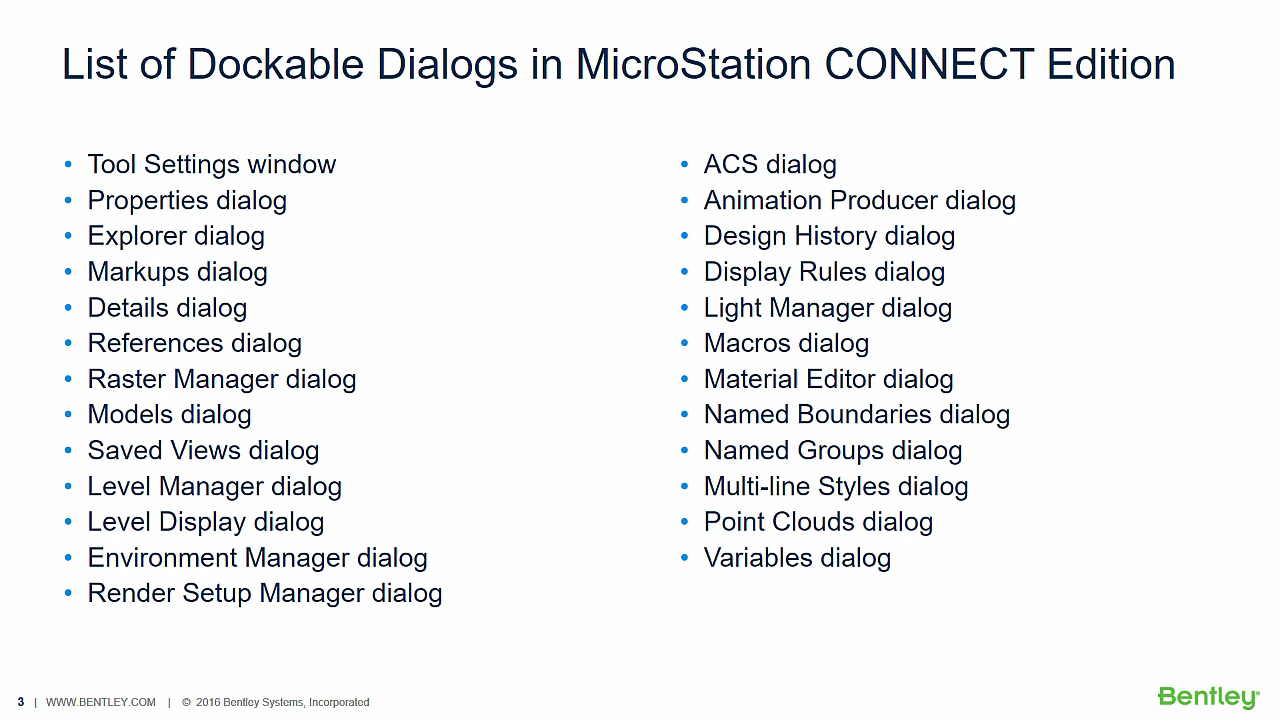 List of Dockable Dialogs in MicroStation CONNECT Edition
• Tool Settings window
• Properties dialog
• Explorer dialog
• Markups dialog
• Details dialog
• References dialog
• Raster Manager dialog
• Models dialog
• Saved Views dialog
• Level Manager dialog
• Level Display dialog
• Environment Manager dialog
• Render Setup Manager dialog
• ACS dialog
• Animation Producer dialog
• Design History dialog
• Display Rules dialog
• Light Manager dialog
• Macros dialog
• Material Editor dialog
• Named Boundaries dialog
• Named Groups dialog
• Multi-line Styles dialog
• Point Clouds dialog
• Variables dialog
3 | WWW.BENTLEY.COM | © 2016 Bentley Systems, Incorporated
Bentley®